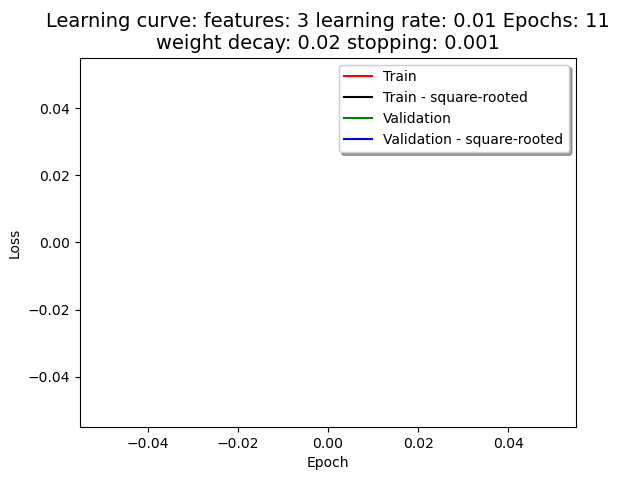 Learning curve: features: 3 learning rate: 0.01 Epochs: 11
weight decay: 0.02 stopping: 0.001
Train
Train - square-rooted
Validation
Validation - square-rooted
0.04
0.02
0.00
−0.02
−0.04
Loss
−0.04 −0.02 0.00 0.02 0.04
Epoch